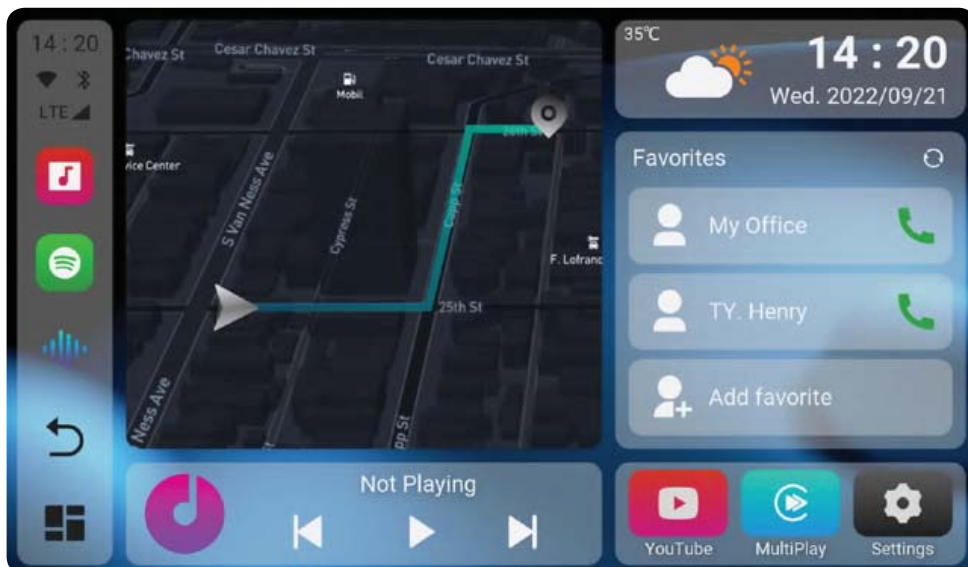 14 : 20
LTE
Chavez St
Cesar Chavez St
Cesar Chavez St
Mobil
26th St
vice Center
S Van Ness Ave
Cypress St
Capp St
F. Lofranc
25th St
Ness Ave
pp St
Not Playing
35℃
14 : 20
Wed. 2022/09/21
Favorites
My Office
TY. Henry
Add favorite
YouTube
MultiPlay
Settings